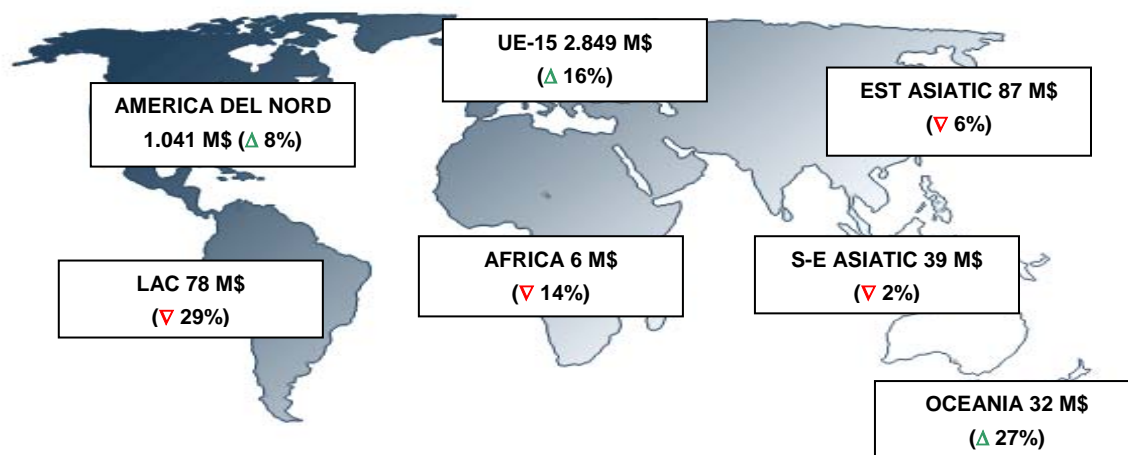 UE-15 2.849 M$
(∆ 16%)
AMERICA DEL NORD
1.041 M$ (∆ 8%)
EST ASIATIC 87 M$
(∇ 6%)
LAC 78 M$
(∇ 29%)
AFRICA 6 M$
(∇ 14%)
S-E ASIATIC 39 M$
(∇ 2%)
OCEANIA 32 M$
(∆ 27%)